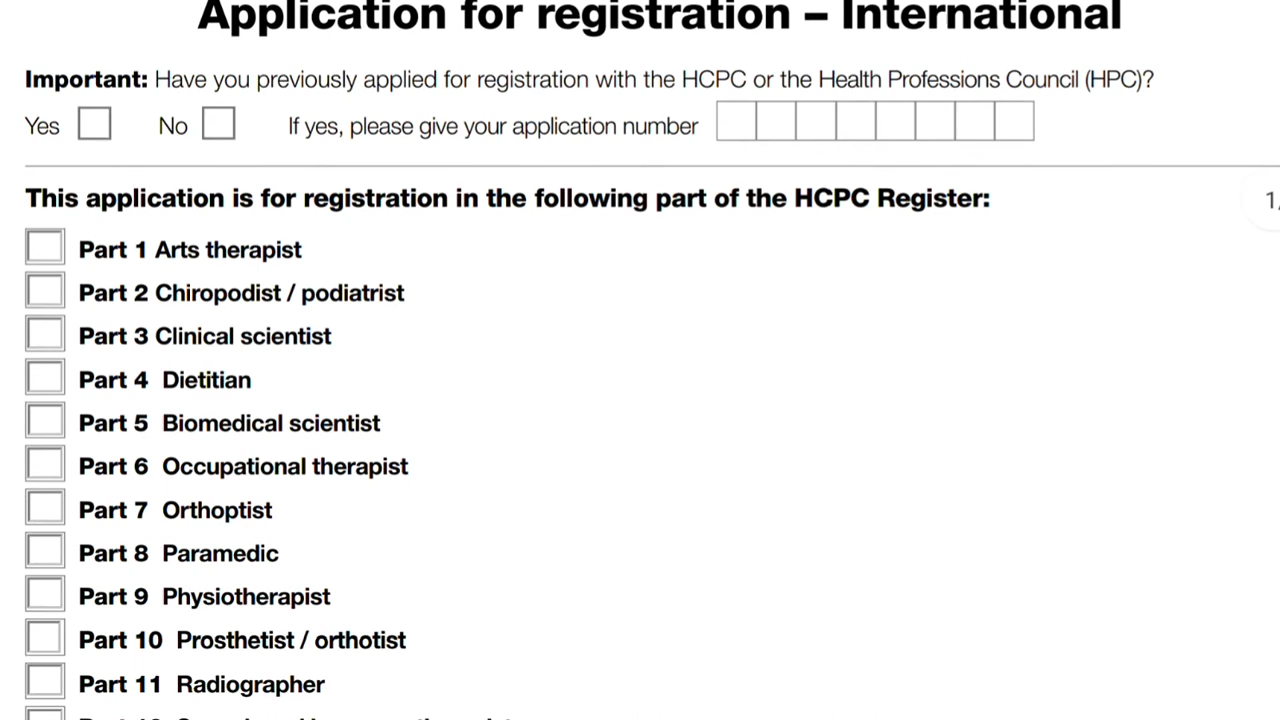 Application for registration – International
Important: Have you previously applied for registration with the HCPC or the Health Professions Council (HPC)?
Yes No If yes, please give your application number
This application is for registration in the following part of the HCPC Register:
1
Part 1 Arts therapist
Part 2 Chiropodist / podiatrist
Part 3 Clinical scientist
Part 4 Dietitian
Part 5 Biomedical scientist
Part 6 Occupational therapist
Part 7 Orthoptist
Part 8 Paramedic
Part 9 Physiotherapist
Part 10 Prosthetist / orthotist
Part 11 Radiographer